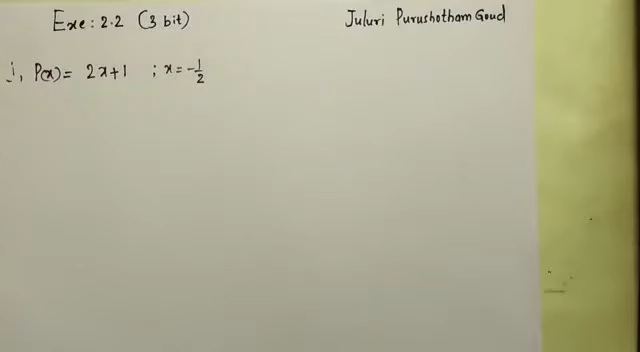 Exe: 2.2 (3 bit)
Juluri Purushotham Goud
i, P(x) = 2x+1 ; x = -1/2